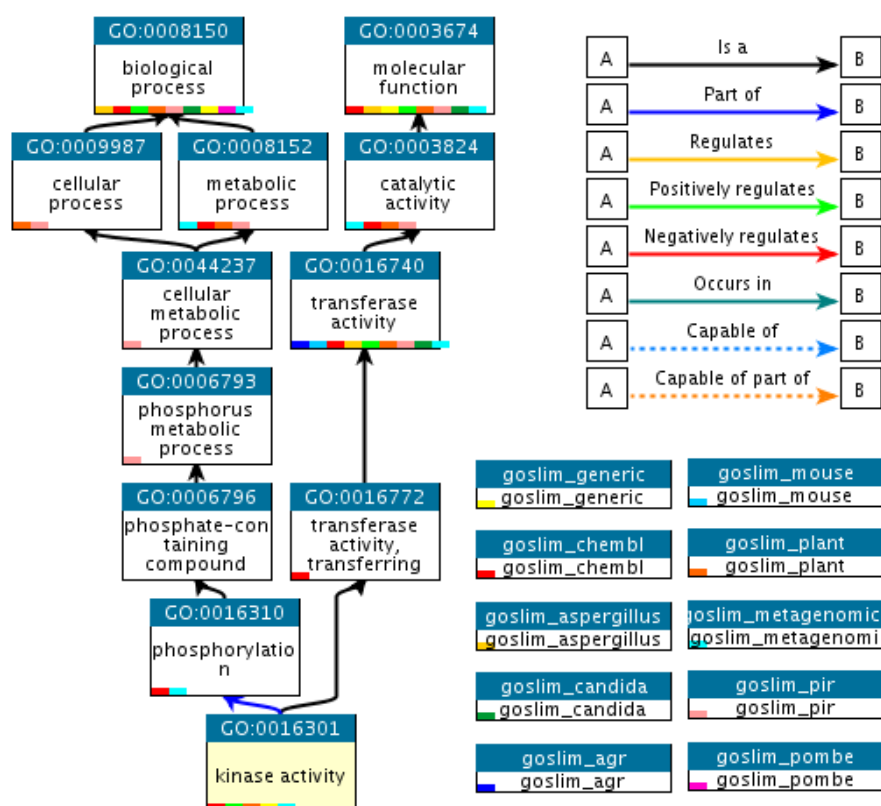 GO:0008150
biological
process
GO:0003674
molecular
function
GO:0009987
cellular
process
GO:0008152
metabolic
process
GO:0003824
catalytic
activity
GO:0044237
cellular
metabolic
process
GO:0016740
transferase
activity
GO:0006793
phosphorus
metabolic
process
GO:0006796
phosphate-con
taining
compound
GO:0016772
transferase
activity,
transferring
GO:0016310
phosphorylatio
n
GO:0016301
kinase activity
A Is a B
A Part of B
A Regulates B
A Positively regulates B
A Negatively regulates B
A Occurs in B
A Capable of B
A Capable of part of B
goslim_generic
goslim_generic
goslim_mouse
goslim_mouse
goslim_chembl
goslim_chembl
goslim_plant
goslim_plant
goslim_aspergillus
goslim_aspergillus
goslim_metagenomic
goslim_metagenomi
goslim_candida
goslim_candida
goslim_pir
goslim_pir
goslim_agr
goslim_agr
goslim_pombe
goslim_pombe